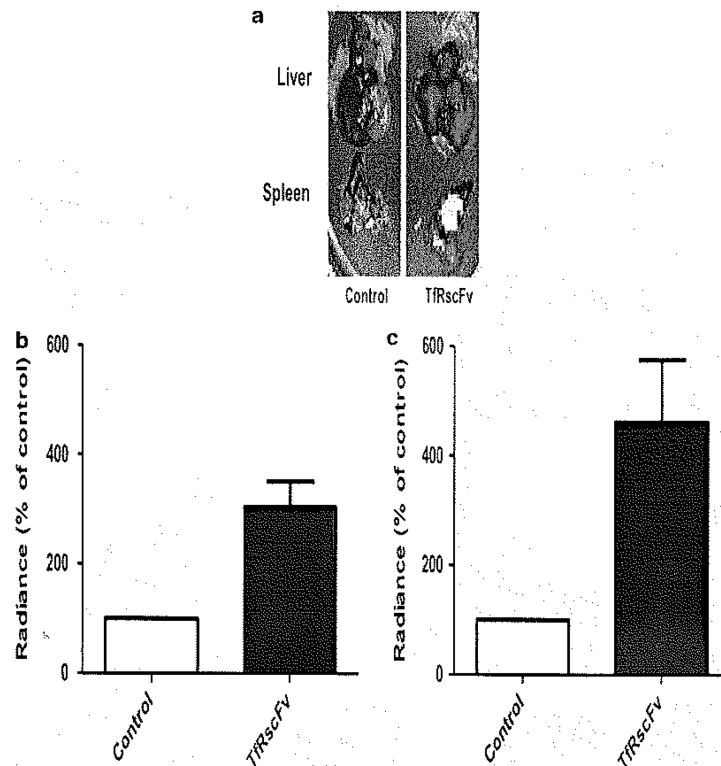 a
Liver
Spleen
Control TfRscFv
b
Radiance (% of control)
600
400
200
0
Control
TfRscFv
c
Radiance (% of control)
600
400
200
0
Control
TfRscFv